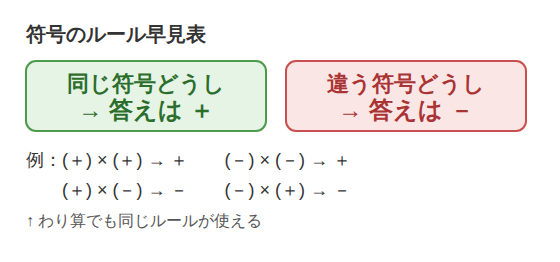 符号のルール早見表
同じ符号どうし
→ 答えは ＋
違う符号どうし
→ 答えは −
例：(＋) × (＋) → ＋　　(−) × (−) → ＋
(＋) × (−) → −　　(−) × (＋) → −
↑ わり算でも同じルールが使える